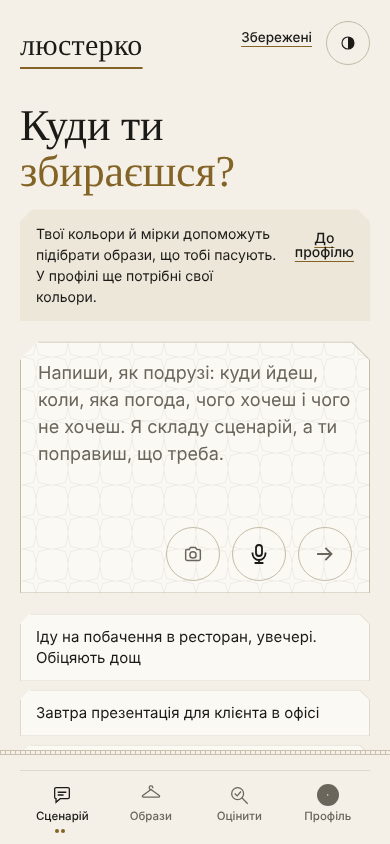 люстерко
Збережені
Куди ти
збираєшся?
Твої кольори й мірки допоможуть
підібрати образи, що тобі пасують.
У профілі ще потрібні свої
кольори.
До
профілю
Напиши, як подрузі: куди йдеш,
коли, яка погода, чого хочеш і чого
не хочеш. Я складу сценарій, а ти
поправиш, що треба.
Іду на побачення в ресторан, увечері.
Обіцяють дощ
Завтра презентація для клієнта в офісі
Сценарій
Образи
Оцінити
Профіль